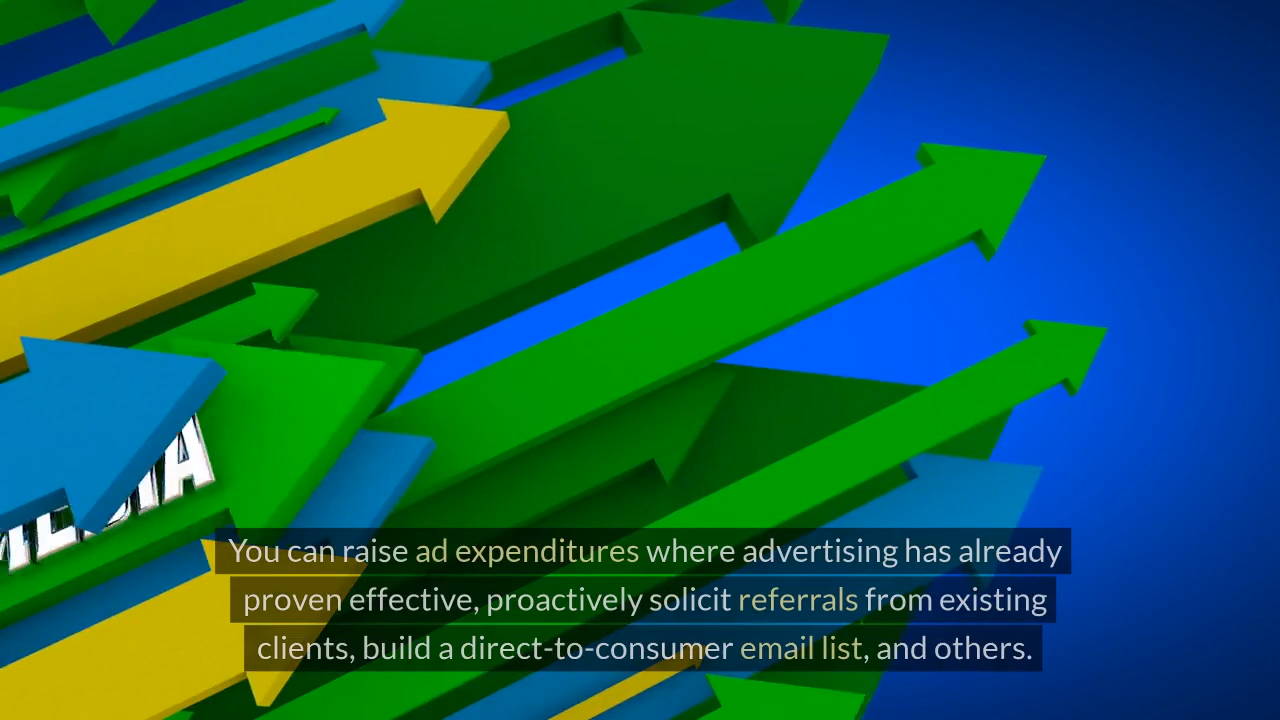 MEDIA
You can raise ad expenditures where advertising has already
proven effective, proactively solicit referrals from existing
clients, build a direct-to-consumer email list, and others.